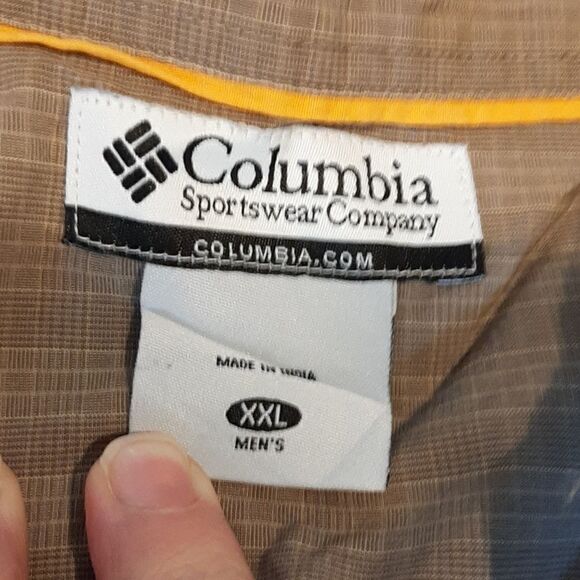 Columbia
Sportswear Company
COLUMBIA.COM
MADE IN INDIA
XXL
MEN'S